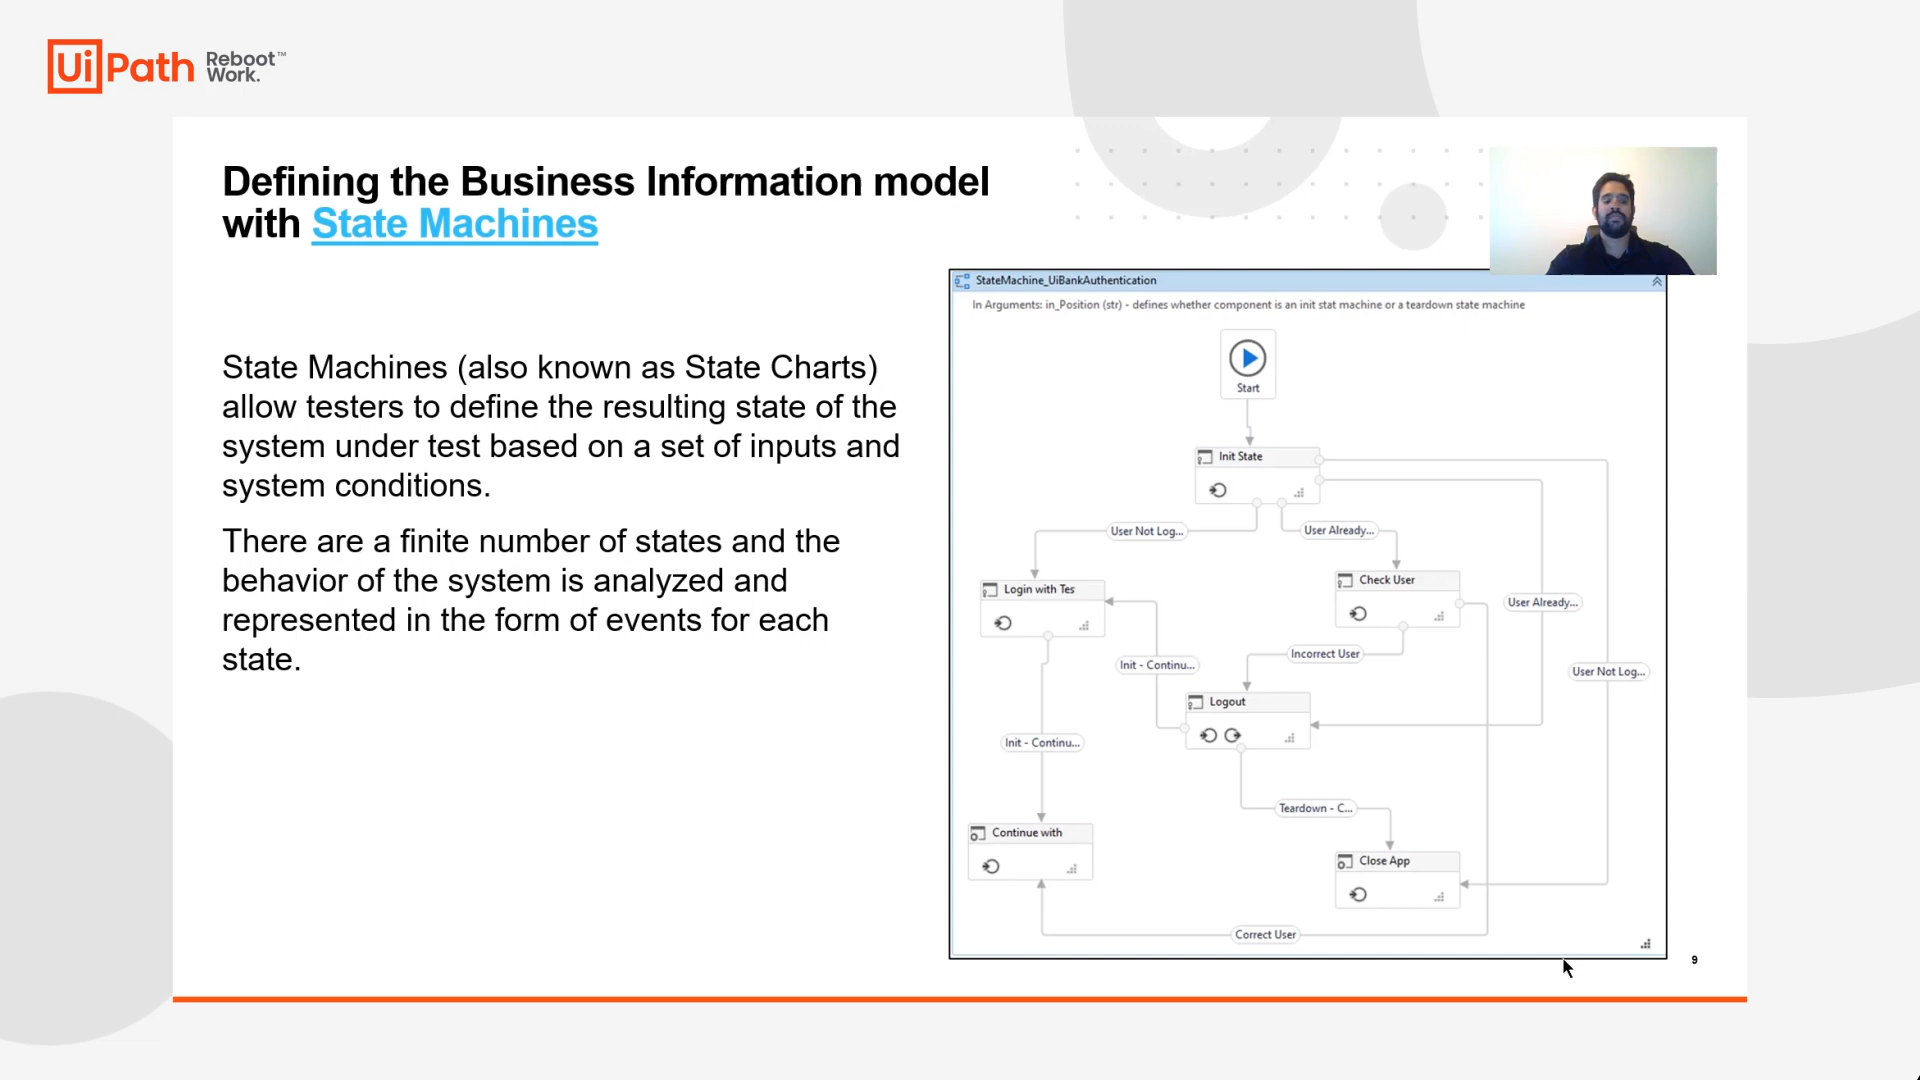 UiPath Reboot™
Work.
Defining the Business Information model
with State Machines
State Machines (also known as State Charts)
allow testers to define the resulting state of the
system under test based on a set of inputs and
system conditions.
There are a finite number of states and the
behavior of the system is analyzed and
represented in the form of events for each
state.
StateMachine_UiBankAuthentication
In Arguments: in_Position (str) - defines whether component is an init stat machine or a teardown state machine
Start
Init State
User Not Log...
User Already...
Login with Tes
Check User
User Already...
Incorrect User
Init - Continu...
User Not Log...
Logout
Init - Continu...
Teardown - C...
Continue with
Close App
Correct User
9